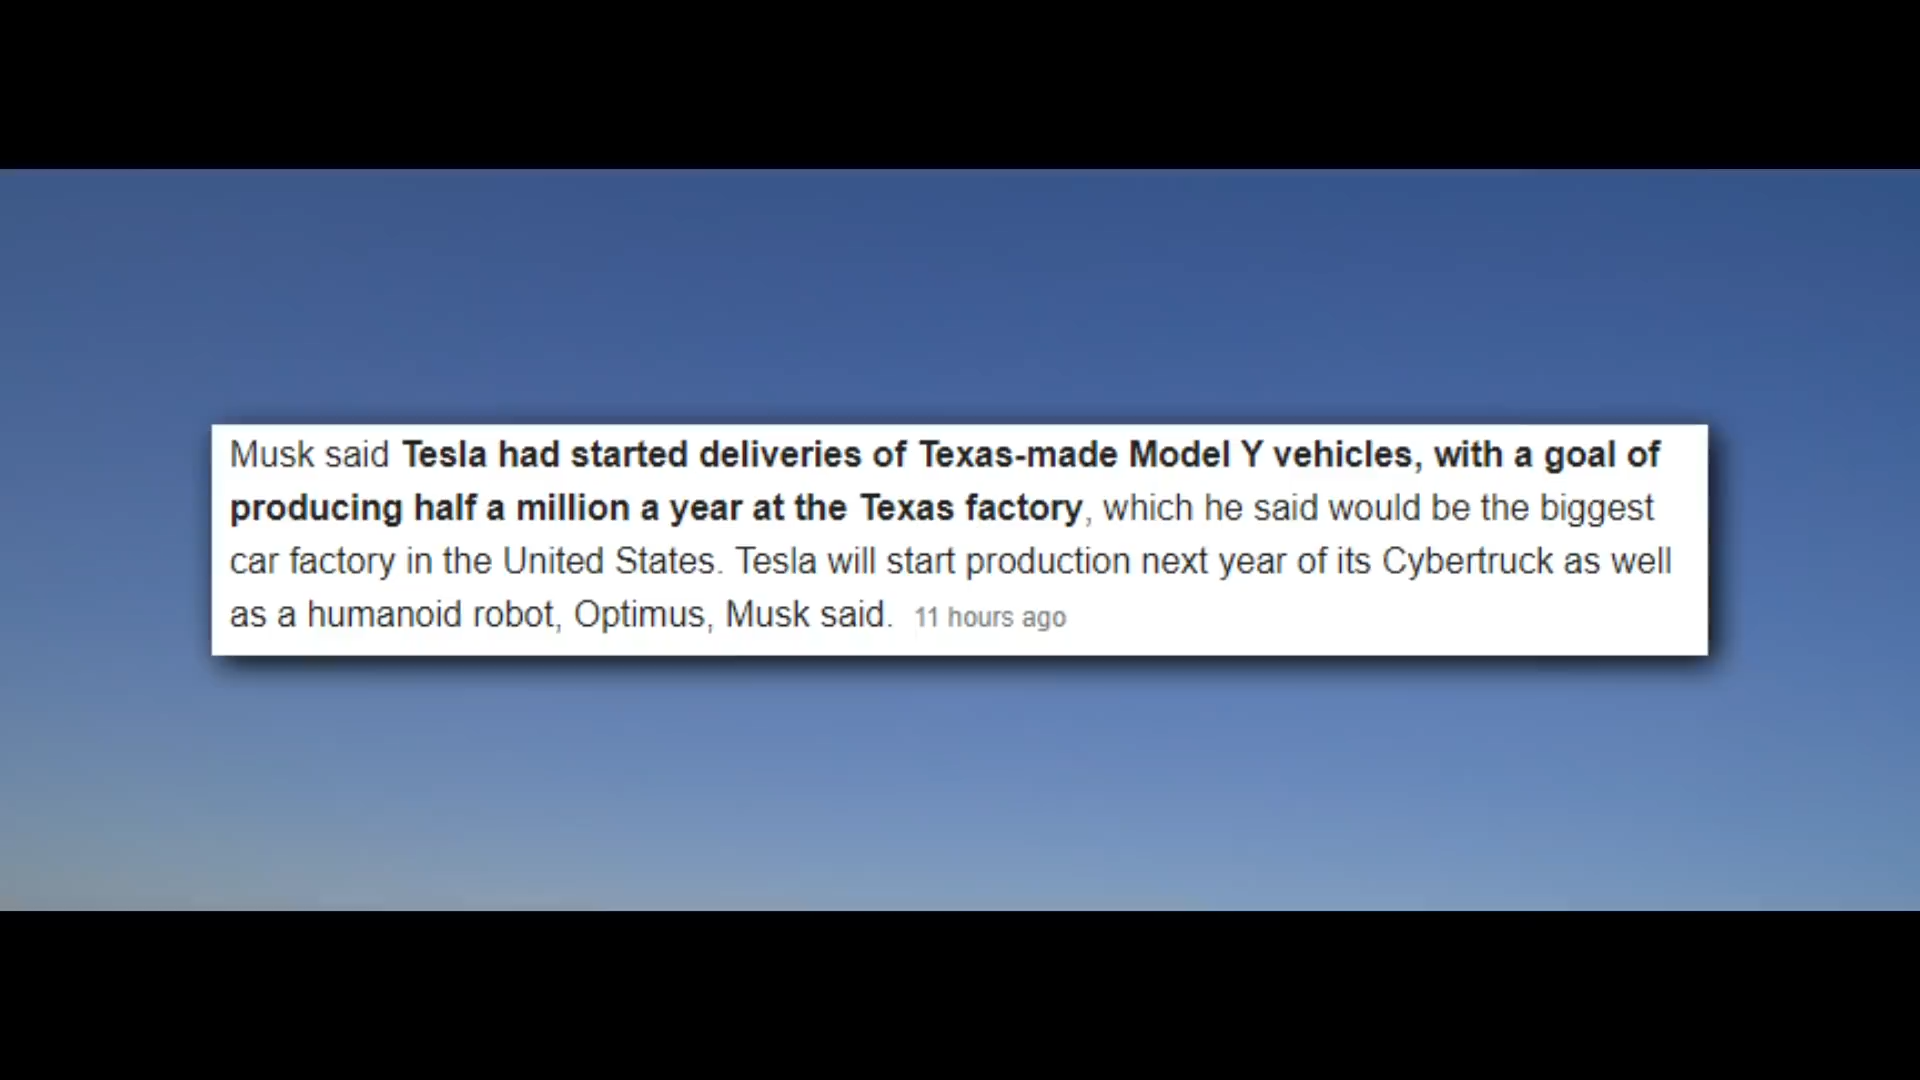 Musk said Tesla had started deliveries of Texas-made Model Y vehicles, with a goal of
producing half a million a year at the Texas factory, which he said would be the biggest
car factory in the United States. Tesla will start production next year of its Cybertruck as well
as a humanoid robot, Optimus, Musk said. 11 hours ago